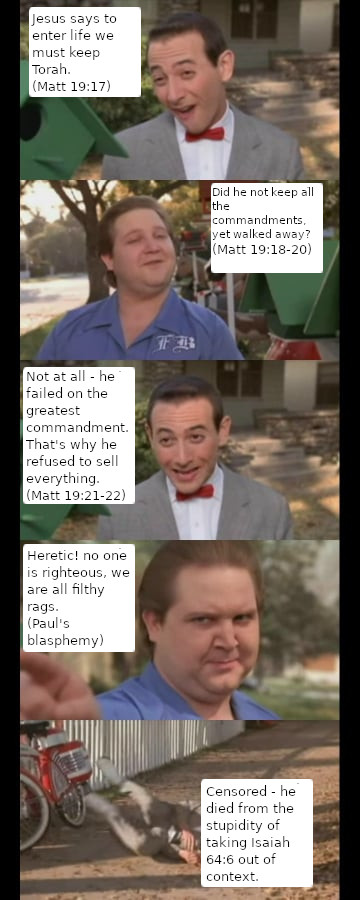 Jesus says to
enter life we
must keep
Torah.
(Matt 19:17)
Did he not keep all
the
commandments,
yet walked away?
(Matt 19:18-20)
FB
Not at all - he
failed on the
greatest
commandment.
That's why he
refused to sell
everything.
(Matt 19:21-22)
Heretic! no one
is righteous, we
are all filthy
rags.
(Paul's
blasphemy)
Censored - he
died from the
stupidity of
taking Isaiah
64:6 out of
context.